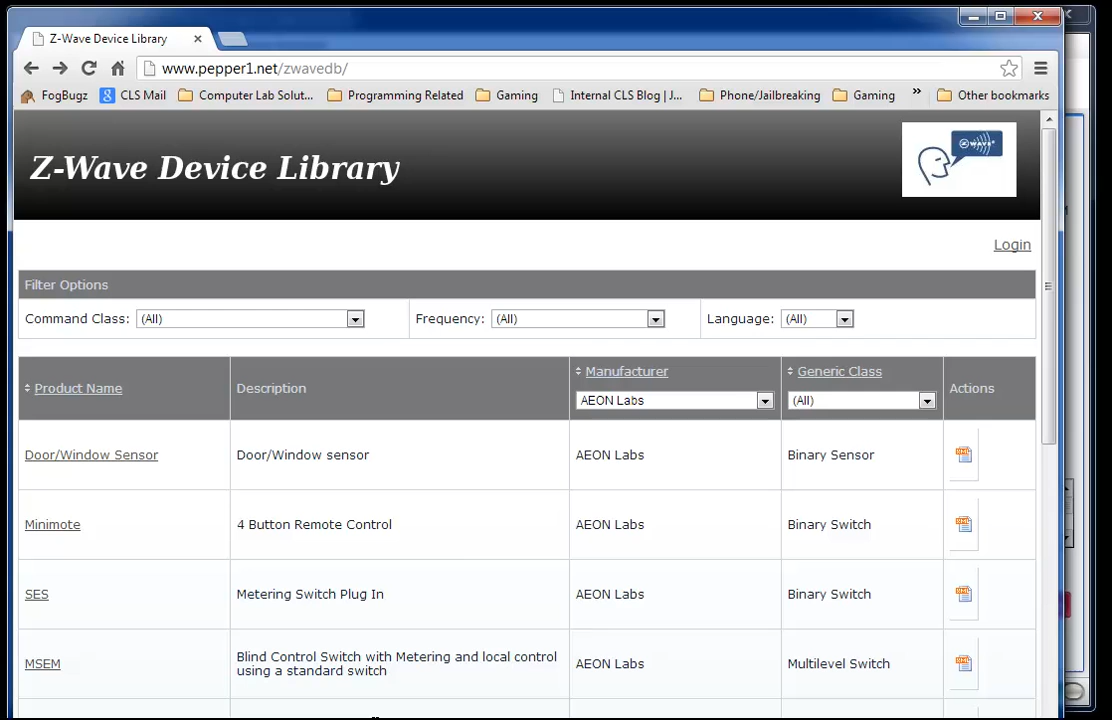 Z-Wave Device Library
www.pepper1.net/zwavedb/
FogBugz CLS Mail Computer Lab Solut... Programming Related Gaming Internal CLS Blog | J... Phone/Jailbreaking Gaming » Other bookmarks
Z-Wave Device Library
Z-WAVE
Login
Filter Options
Command Class: (All) Frequency: (All) Language: (All)
Product Name Description Manufacturer Generic Class Actions
AEON Labs (All)
Door/Window Sensor Door/Window sensor AEON Labs Binary Sensor
Minimote 4 Button Remote Control AEON Labs Binary Switch
SES Metering Switch Plug In AEON Labs Binary Switch
MSEM Blind Control Switch with Metering and local control using a standard switch AEON Labs Multilevel Switch